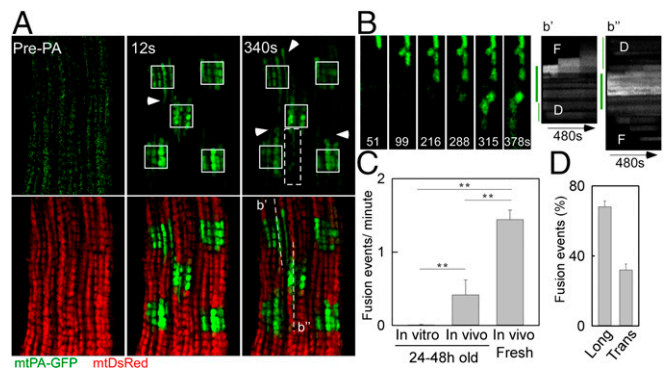 A
Pre-PA
12s
340s
b'
b''
mtPA-GFP mtDsRed
B
51 99 216 288 315 378s
b'
F
D
480s
b''
D
F
480s
C
Fusion events/ minute
2
1
0
**
**
**
In vitro In vivo In vivo
24-48h old Fresh
D
Fusion events (%)
80
40
0
Long
Trans